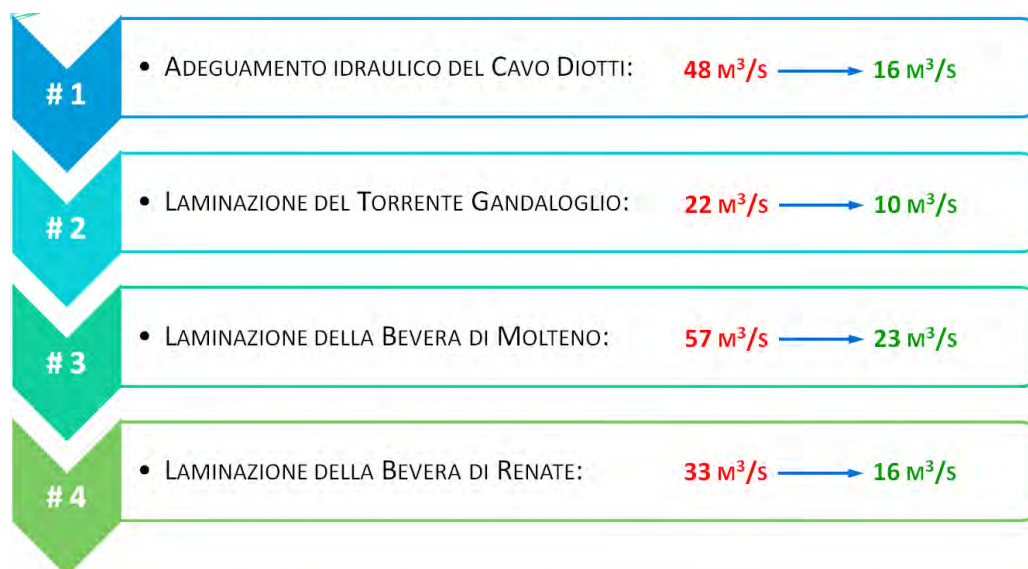 # 1
• Adeguamento idraulico del Cavo Diotti: 48 m³/s → 16 m³/s
# 2
• Laminazione del Torrente Gandaloglio: 22 m³/s → 10 m³/s
# 3
• Laminazione della Bevera di Molteno: 57 m³/s → 23 m³/s
# 4
• Laminazione della Bevera di Renate: 33 m³/s → 16 m³/s